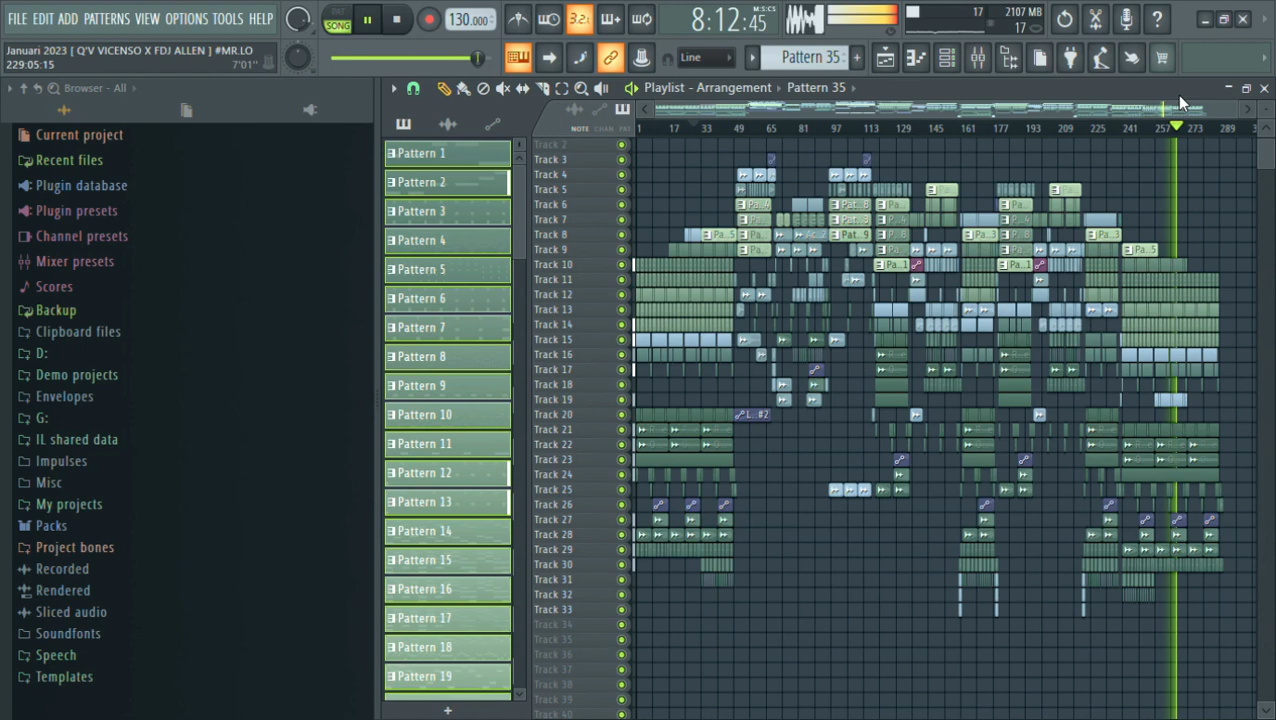 FILE EDIT ADD PATTERNS VIEW OPTIONS TOOLS HELP
PAT
SONG
130.000
3.2
8:12:45
M:S:CS
17
2107 MB
17
Januari 2023 [ Q'V VICENSO X FDJ ALLEN ] #MR.LO
229:05:15
7'01"
Line
Pattern 35
Browser - All
Playlist - Arrangement
Pattern 35
NOTE CHAN PAT
1 17 33 49 65 81 97 113 129 145 161 177 193 209 225 241 257 273 289
Current project
Recent files
Plugin database
Plugin presets
Channel presets
Mixer presets
Scores
Backup
Clipboard files
D:
Demo projects
Envelopes
G:
IL shared data
Impulses
Misc
My projects
Packs
Project bones
Recorded
Rendered
Sliced audio
Soundfonts
Speech
Templates
Pattern 1
Pattern 2
Pattern 3
Pattern 4
Pattern 5
Pattern 6
Pattern 7
Pattern 8
Pattern 9
Pattern 10
Pattern 11
Pattern 12
Pattern 13
Pattern 14
Pattern 15
Pattern 16
Pattern 17
Pattern 18
Pattern 19
Track 2
Track 3
Track 4
Track 5
Track 6
Track 7
Track 8
Track 9
Track 10
Track 11
Track 12
Track 13
Track 14
Track 15
Track 16
Track 17
Track 18
Track 19
Track 20
L...#2
Track 21
Track 22
Track 23
Track 24
Track 25
Track 26
Track 27
Track 28
Track 29
Track 30
Track 31
Track 32
Track 33
Track 34
Track 35
Track 36
Track 37
Track 38
Track 39
Track 40